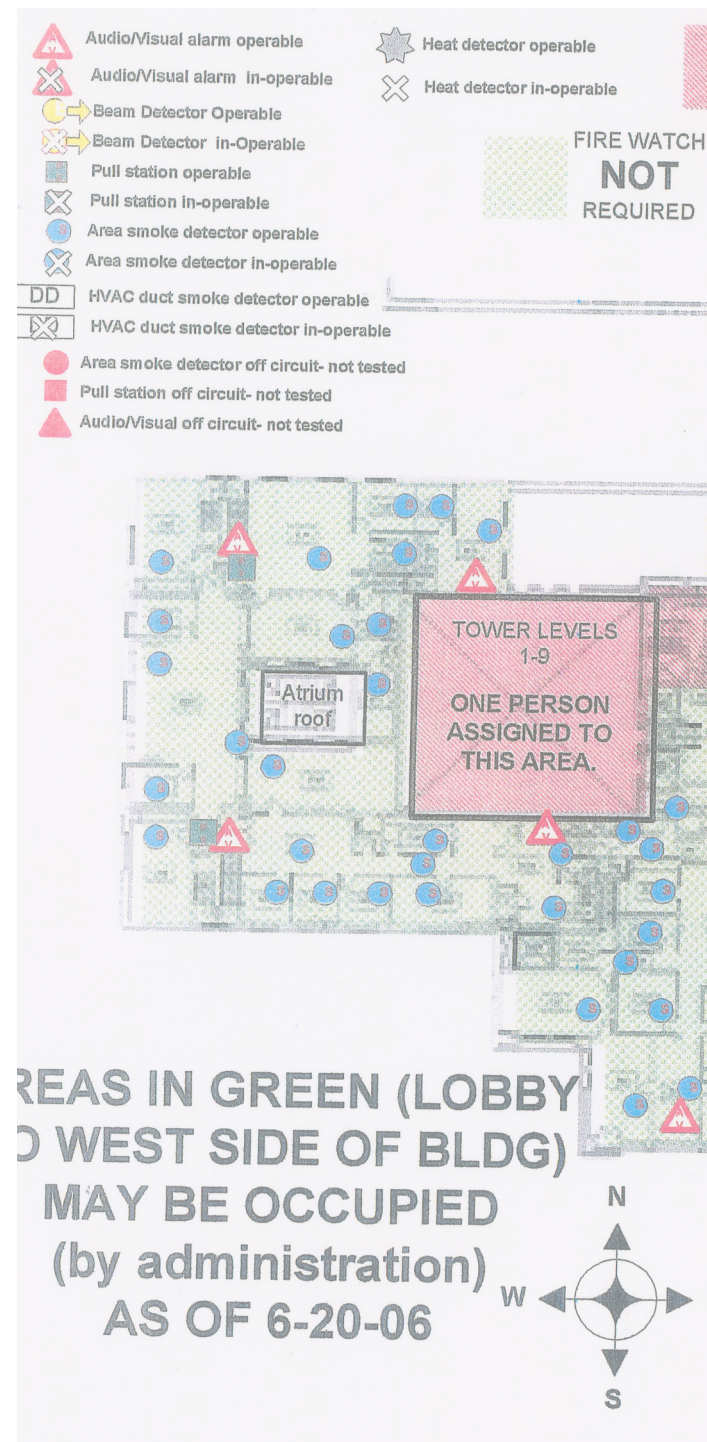 Audio/Visual alarm operable
Audio/Visual alarm in-operable
Beam Detector Operable
Beam Detector in-Operable
Pull station operable
Pull station in-operable
Area smoke detector operable
Area smoke detector in-operable
DD HVAC duct smoke detector operable
HVAC duct smoke detector in-operable
Area smoke detector off circuit- not tested
Pull station off circuit- not tested
Audio/Visual off circuit- not tested
Heat detector operable
Heat detector in-operable
FIRE WATCH
NOT
REQUIRED
TOWER LEVELS
1-9
ONE PERSON
ASSIGNED TO
THIS AREA.
Atrium
roof
REAS IN GREEN (LOBBY
O WEST SIDE OF BLDG)
MAY BE OCCUPIED
(by administration)
AS OF 6-20-06
N
W
S